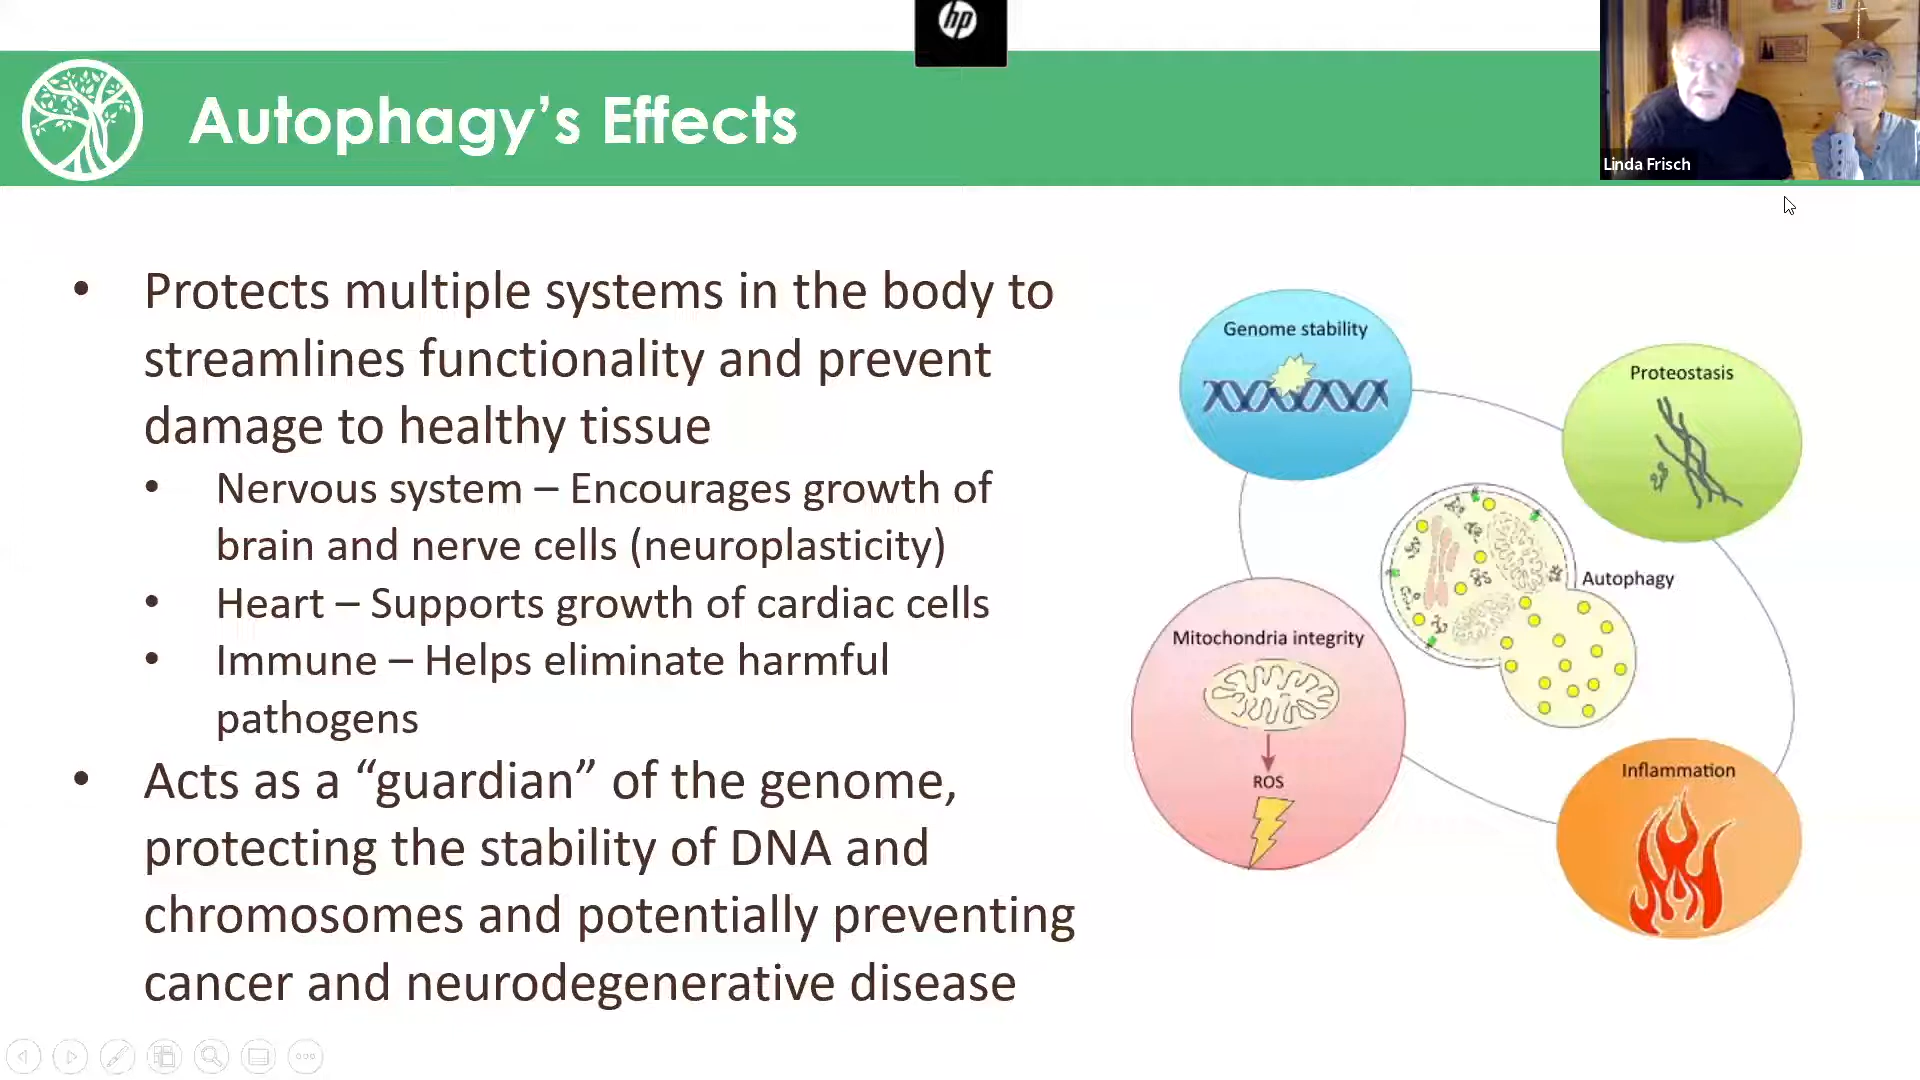 hp
Autophagy’s Effects
Linda Frisch
• Protects multiple systems in the body to
streamlines functionality and prevent
damage to healthy tissue
• Nervous system – Encourages growth of
brain and nerve cells (neuroplasticity)
• Heart – Supports growth of cardiac cells
• Immune – Helps eliminate harmful
pathogens
• Acts as a “guardian” of the genome,
protecting the stability of DNA and
chromosomes and potentially preventing
cancer and neurodegenerative disease
Genome stability
Proteostasis
Autophagy
Mitochondria integrity
ROS
Inflammation